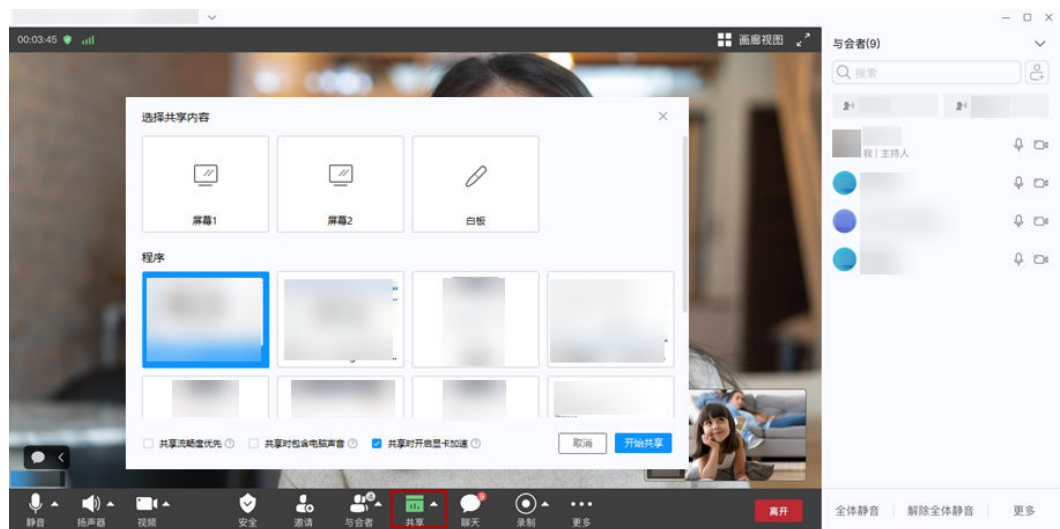 00:03:45
画廊视图
与会者(9)
搜索
我 | 主持人
选择共享内容
屏幕1
屏幕2
白板
程序
共享流畅度优先
共享时包含电脑声音
共享时开启显卡加速
取消
开始共享
静音
扬声器
视频
安全
邀请
与会者
共享
聊天
录制
更多
离开
全体静音
解除全体静音
更多